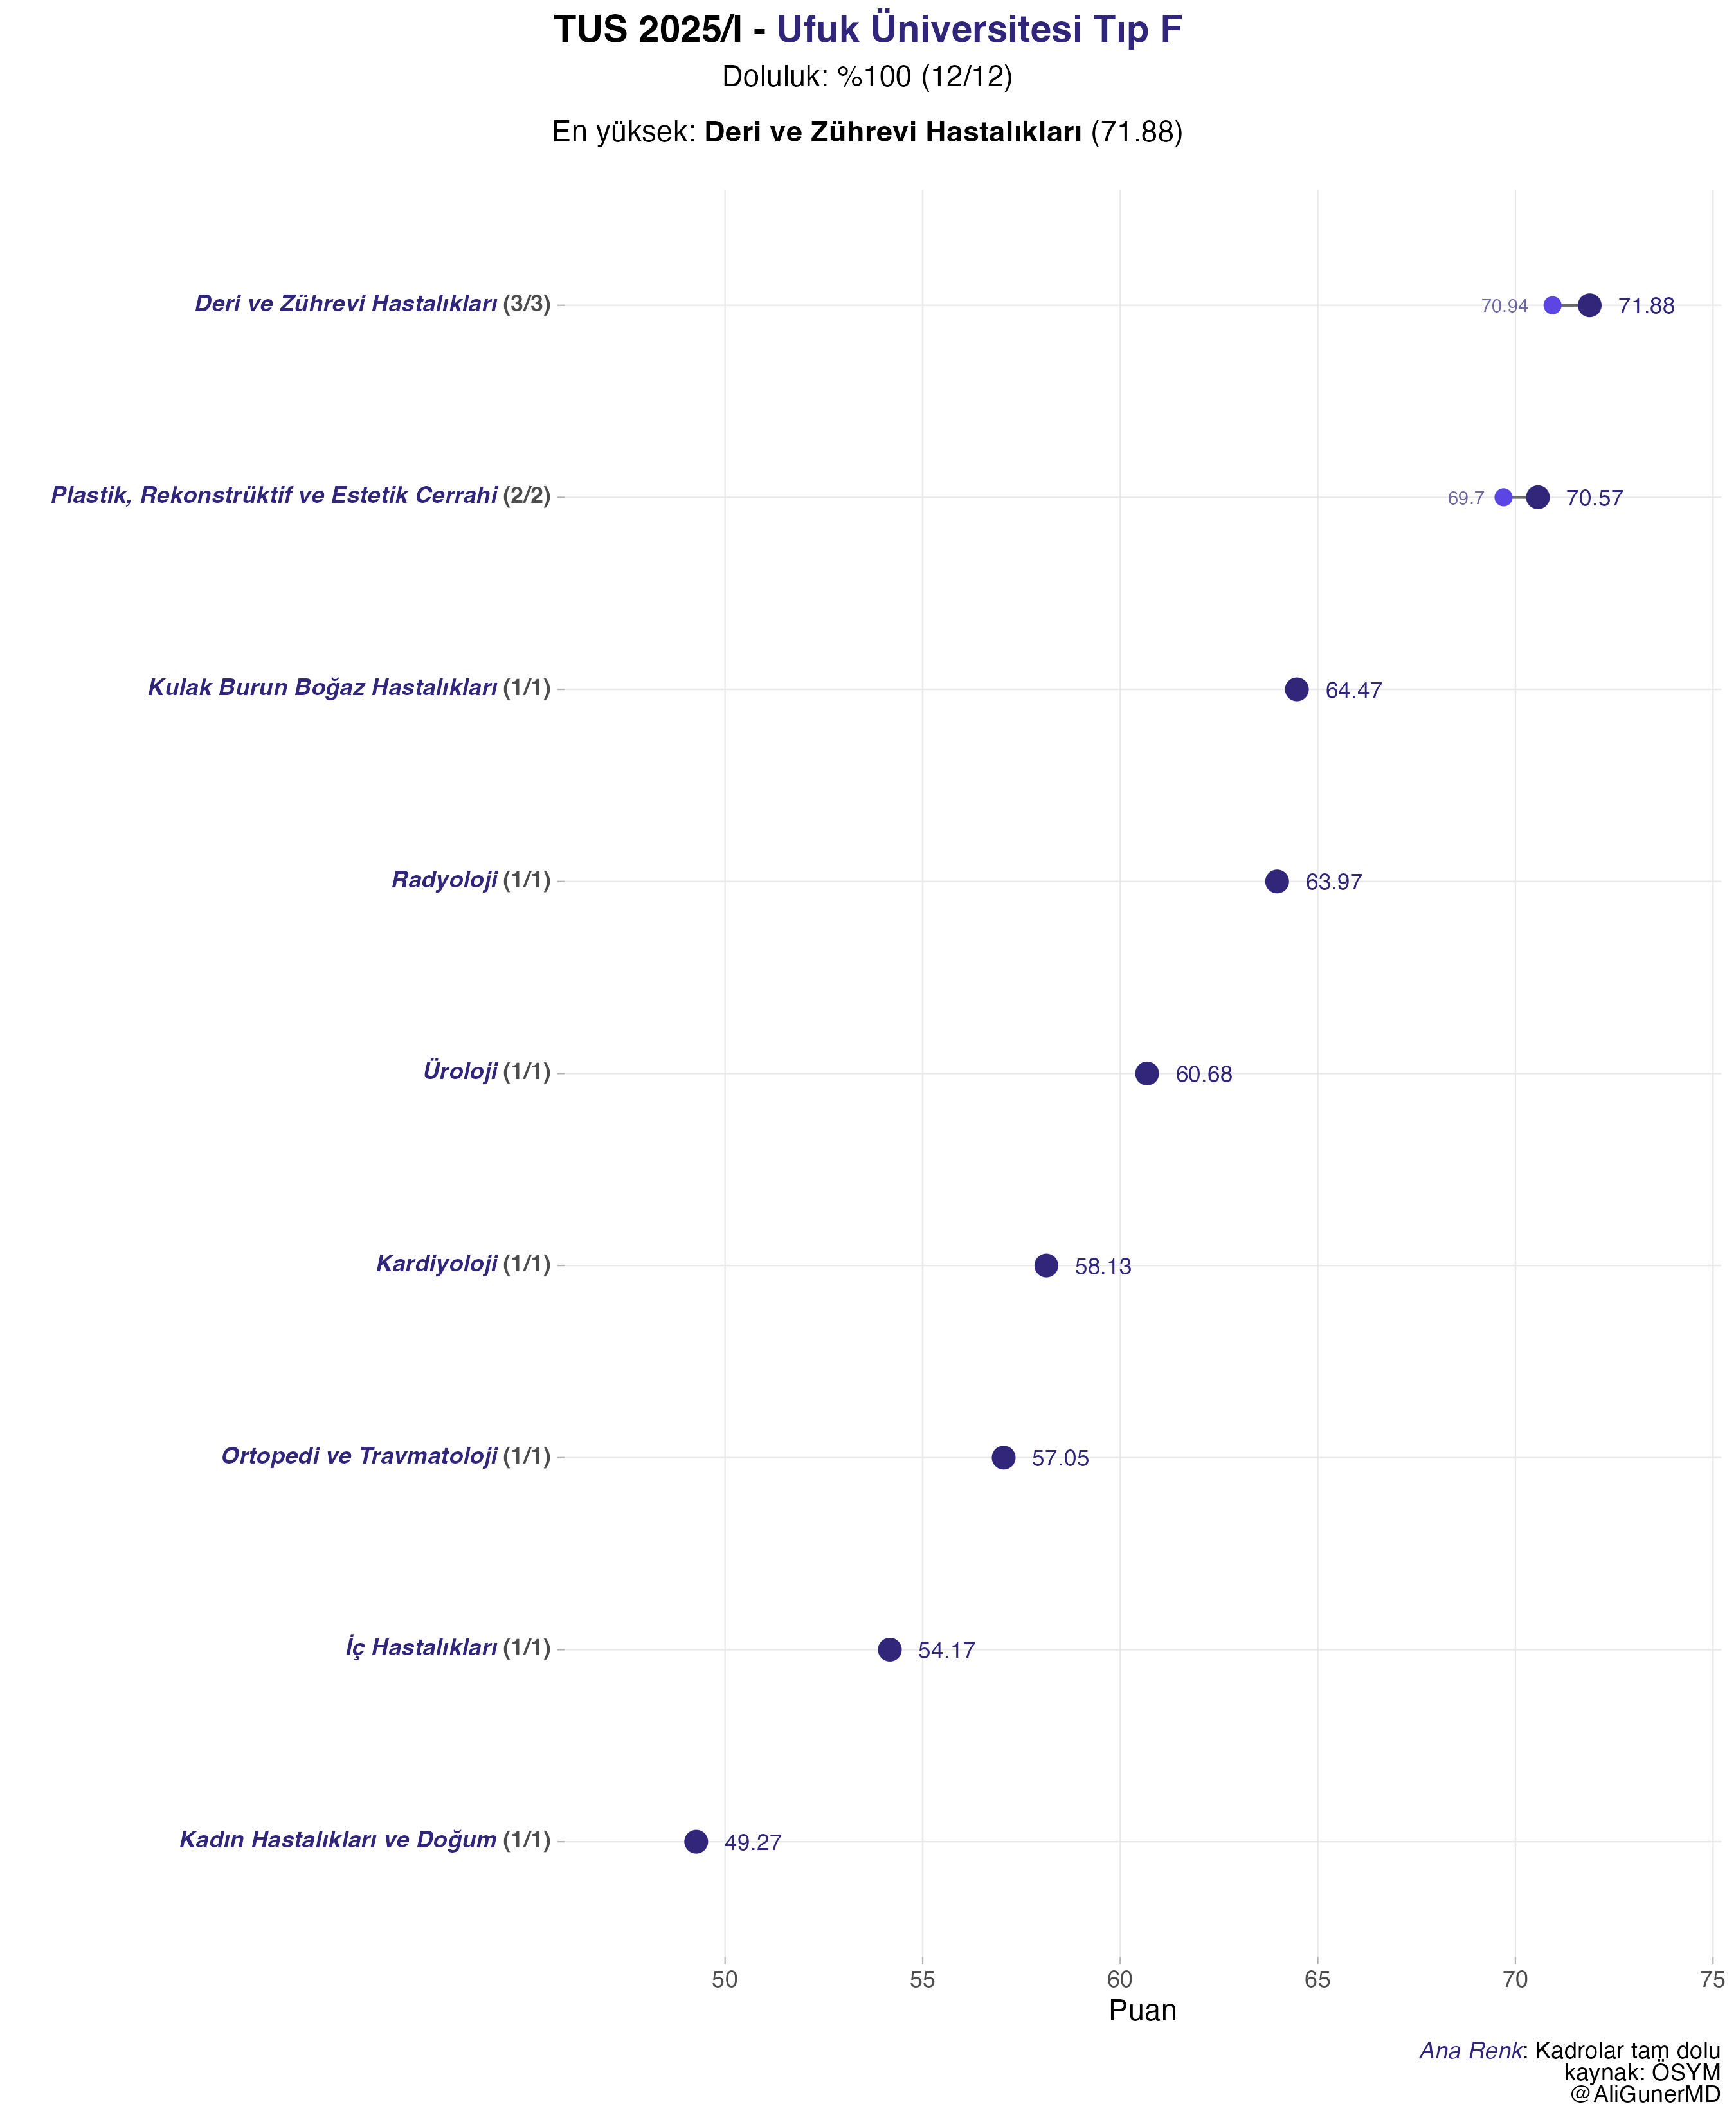 TUS 2025/I - Ufuk Üniversitesi Tıp F
Doluluk: %100 (12/12)
En yüksek: Deri ve Zührevi Hastalıkları (71.88)
Deri ve Zührevi Hastalıkları (3/3) 70.94 71.88
Plastik, Rekonstrüktif ve Estetik Cerrahi (2/2) 69.7 70.57
Kulak Burun Boğaz Hastalıkları (1/1) 64.47
Radyoloji (1/1) 63.97
Üroloji (1/1) 60.68
Kardiyoloji (1/1) 58.13
Ortopedi ve Travmatoloji (1/1) 57.05
İç Hastalıkları (1/1) 54.17
Kadın Hastalıkları ve Doğum (1/1) 49.27
50 55 60 65 70 75
Puan
Ana Renk: Kadrolar tam dolu
kaynak: ÖSYM
@AliGunerMD